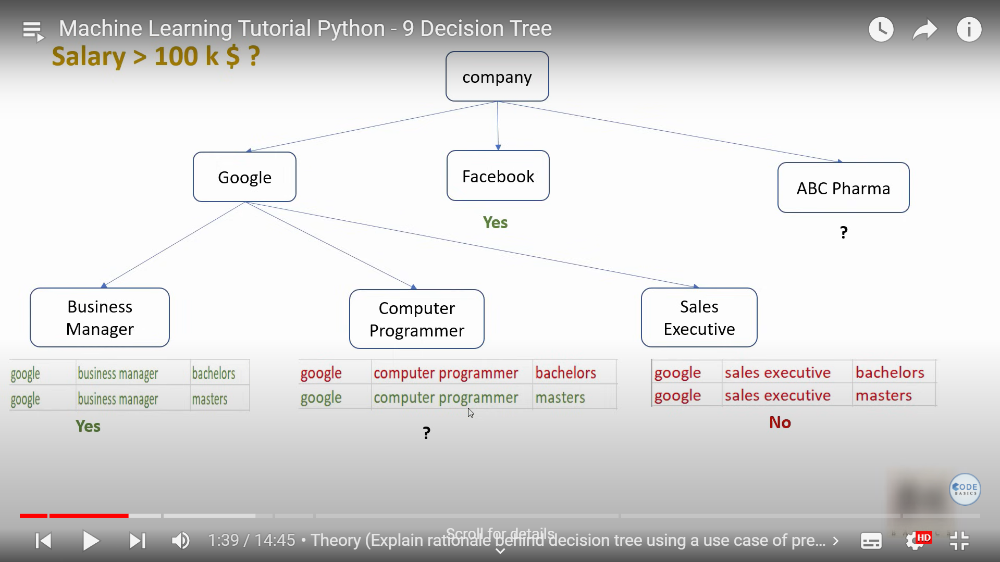 Machine Learning Tutorial Python - 9 Decision Tree
Salary > 100 k $ ?
company
Google
Facebook
ABC Pharma
Yes
?
Business
Manager
Computer
Programmer
Sales
Executive
google business manager bachelors
google business manager masters
Yes
google computer programmer bachelors
google computer programmer masters
?
google sales executive bachelors
google sales executive masters
No
CODE
BASICS
Scroll for details
1:39 / 14:45 • Theory (Explain rationale behind decision tree using a use case of pre...
HD